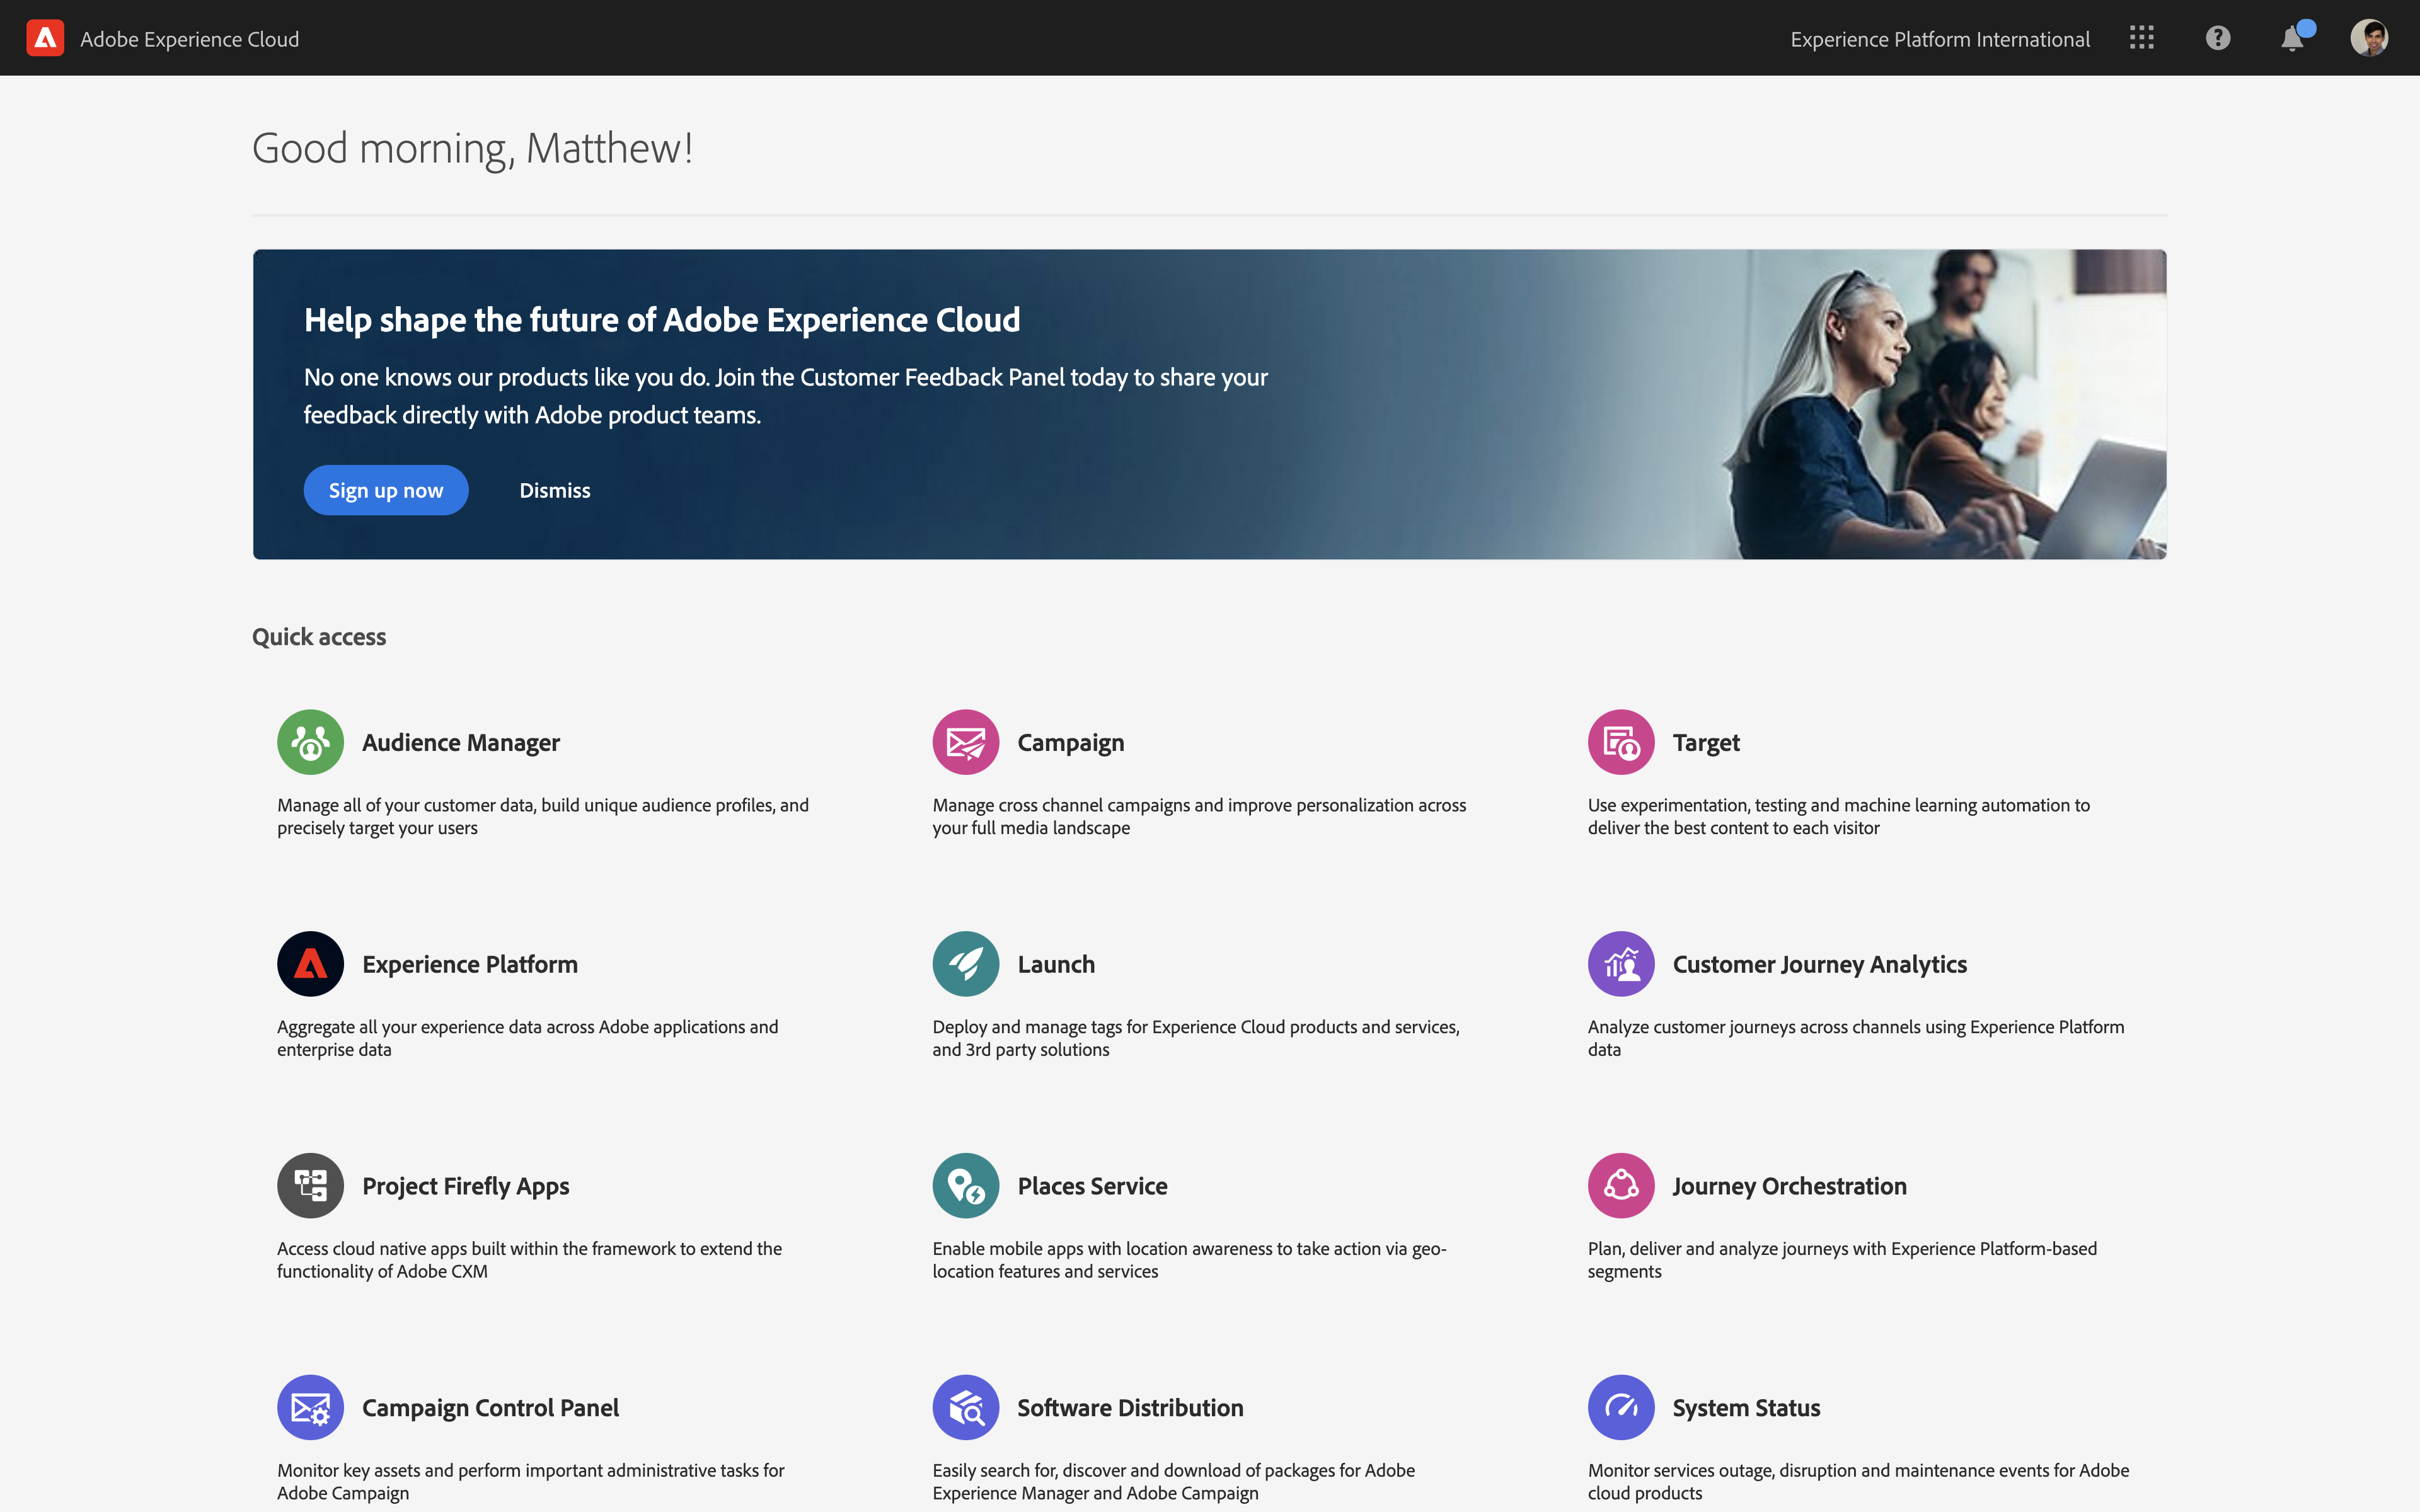 Adobe Experience Cloud
Experience Platform International
Good morning, Matthew!
Help shape the future of Adobe Experience Cloud
No one knows our products like you do. Join the Customer Feedback Panel today to share your
feedback directly with Adobe product teams.
Sign up now
Dismiss
Quick access
Audience Manager
Manage all of your customer data, build unique audience profiles, and
precisely target your users
Campaign
Manage cross channel campaigns and improve personalization across
your full media landscape
Target
Use experimentation, testing and machine learning automation to
deliver the best content to each visitor
Experience Platform
Aggregate all your experience data across Adobe applications and
enterprise data
Launch
Deploy and manage tags for Experience Cloud products and services,
and 3rd party solutions
Customer Journey Analytics
Analyze customer journeys across channels using Experience Platform
data
Project Firefly Apps
Access cloud native apps built within the framework to extend the
functionality of Adobe CXM
Places Service
Enable mobile apps with location awareness to take action via geo-
location features and services
Journey Orchestration
Plan, deliver and analyze journeys with Experience Platform-based
segments
Campaign Control Panel
Monitor key assets and perform important administrative tasks for
Adobe Campaign
Software Distribution
Easily search for, discover and download of packages for Adobe
Experience Manager and Adobe Campaign
System Status
Monitor services outage, disruption and maintenance events for Adobe
cloud products